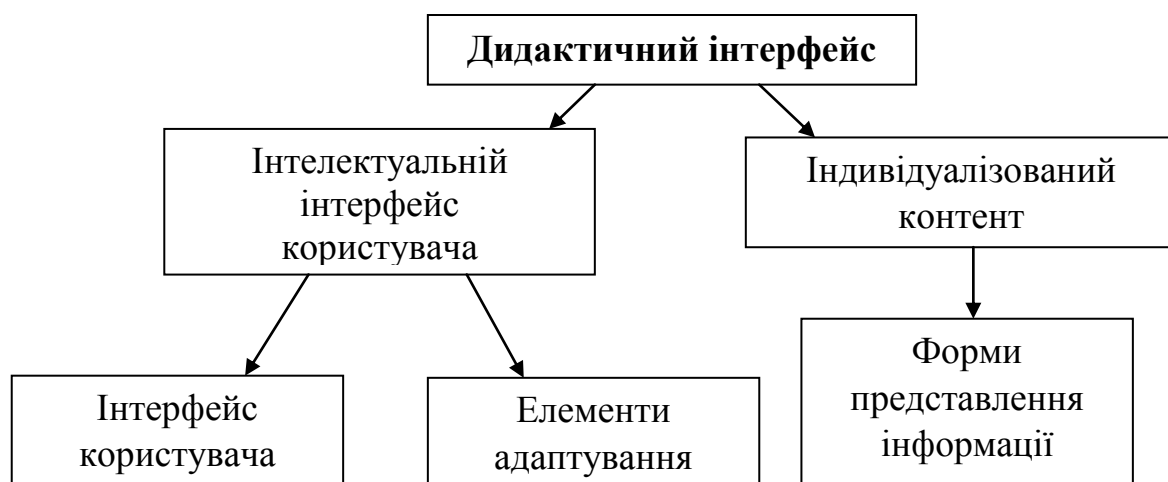 Дидактичний інтерфейс
Інтелектуальній
інтерфейс
користувача
Індивідуалізований
контент
Інтерфейс
користувача
Елементи
адаптування
Форми
представлення
інформації